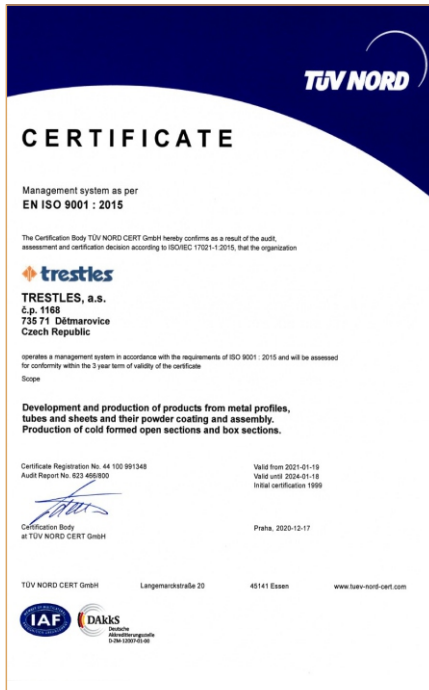 TÜV NORD
CERTIFICATE
Management system as per
EN ISO 9001 : 2015
The Certification Body TÜV NORD CERT GmbH hereby confirms as a result of the audit,
assessment and certification decision according to ISO/IEC 17021-1:2015, that the organization
trestles
TRESTLES, a.s.
č.p. 1168
735 71 Dětmarovice
Czech Republic
operates a management system in accordance with the requirements of ISO 9001 : 2015 and will be assessed
for conformity within the 3 year term of validity of the certificate
Scope
Development and production of products from metal profiles,
tubes and sheets and their powder coating and assembly.
Production of cold formed open sections and box sections.
Certificate Registration No. 44 100 991348
Audit Report No. 623 466/800
Valid from 2021-01-19
Valid until 2024-01-18
Initial certification 1999
Certification Body
at TÜV NORD CERT GmbH
Praha, 2020-12-17
TÜV NORD CERT GmbH Langemarckstraße 20 45141 Essen www.tuev-nord-cert.com
IAF
DAkkS
Deutsche
Akkreditierungsstelle
D-ZM-12007-01-00